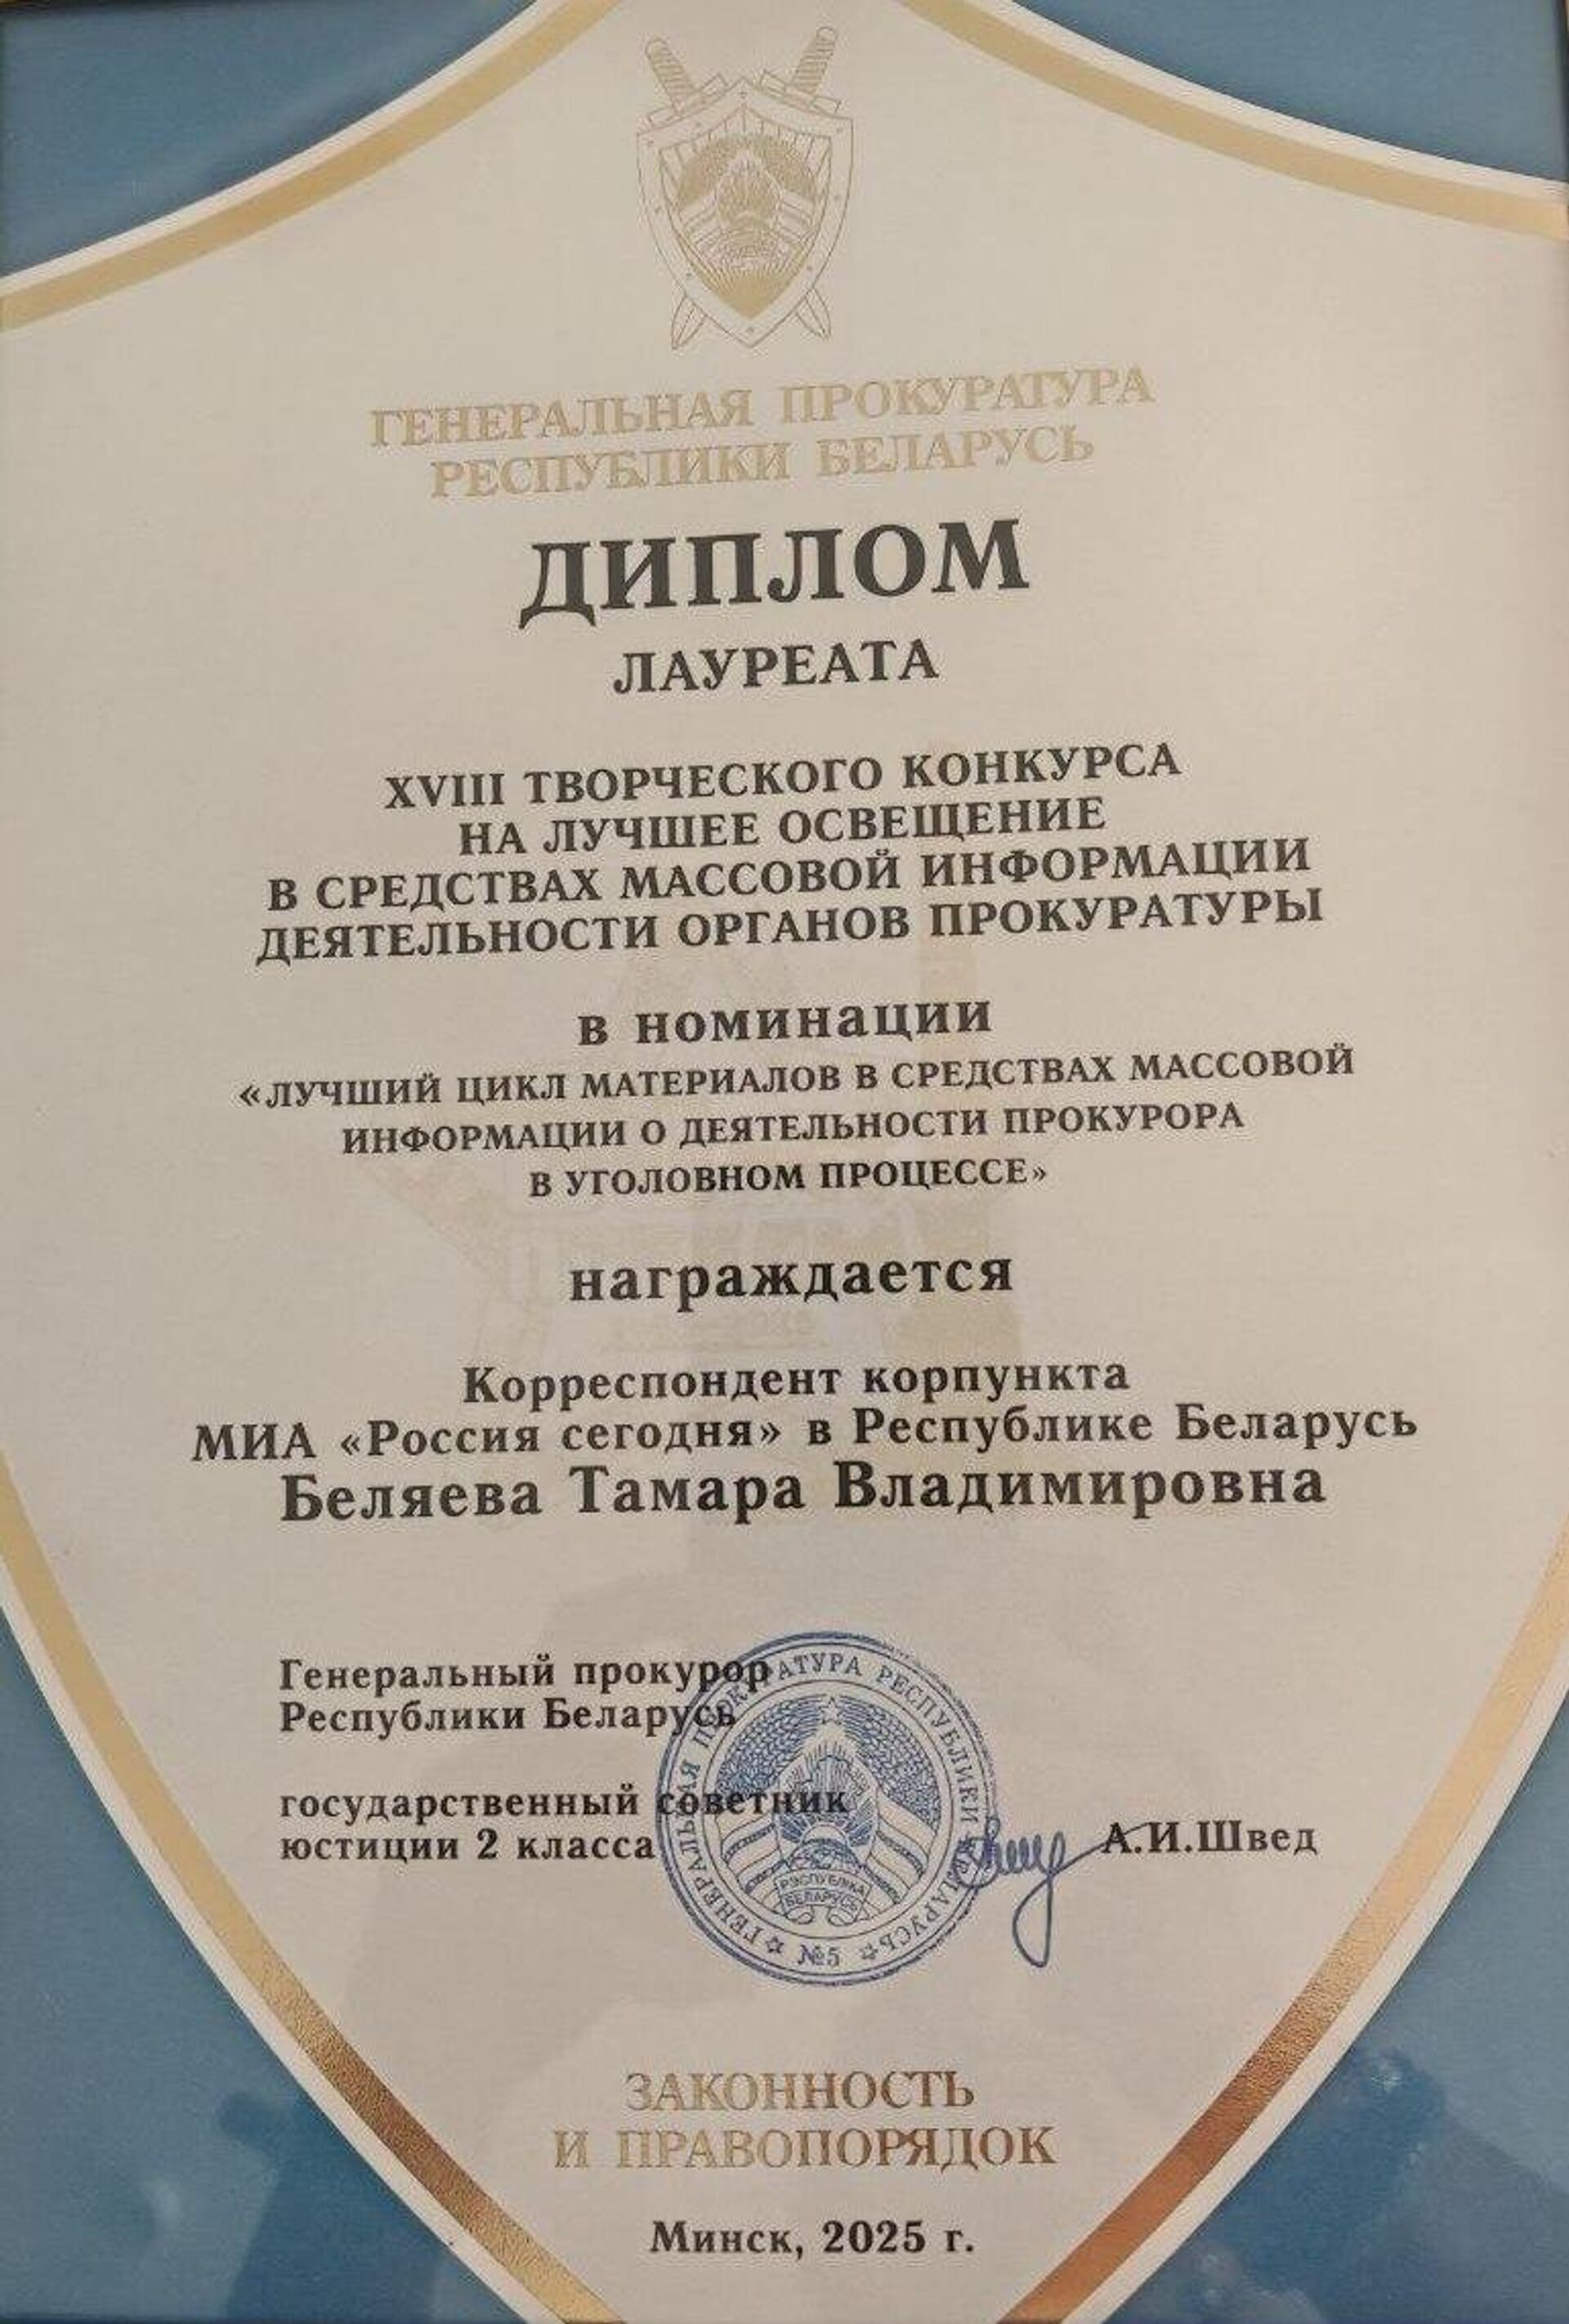 ГЕНЕРАЛЬНАЯ ПРОКУРАТУРА
РЕСПУБЛИКИ БЕЛАРУСЬ
ДИПЛОМ
ЛАУРЕАТА
XVIII ТВОРЧЕСКОГО КОНКУРСА
НА ЛУЧШЕЕ ОСВЕЩЕНИЕ
В СРЕДСТВАХ МАССОВОЙ ИНФОРМАЦИИ
ДЕЯТЕЛЬНОСТИ ОРГАНОВ ПРОКУРАТУРЫ
в номинации
«ЛУЧШИЙ ЦИКЛ МАТЕРИАЛОВ В СРЕДСТВАХ МАССОВОЙ
ИНФОРМАЦИИ О ДЕЯТЕЛЬНОСТИ ПРОКУРОРА
В УГОЛОВНОМ ПРОЦЕССЕ»
награждается
Корреспондент корпункта
МИА «Россия сегодня» в Республике Беларусь
Беляева Тамара Владимировна
Генеральный прокурор
Республики Беларусь
государственный советник
юстиции 2 класса
А.И.Швед
ГЕНЕРАЛЬНАЯ ПРОКУРАТУРА РЕСПУБЛИКИ БЕЛАРУСЬ
РЭСПУБЛІКА
БЕЛАРУСЬ
№5
ЗАКОННОСТЬ
И ПРАВОПОРЯДОК
Минск, 2025 г.